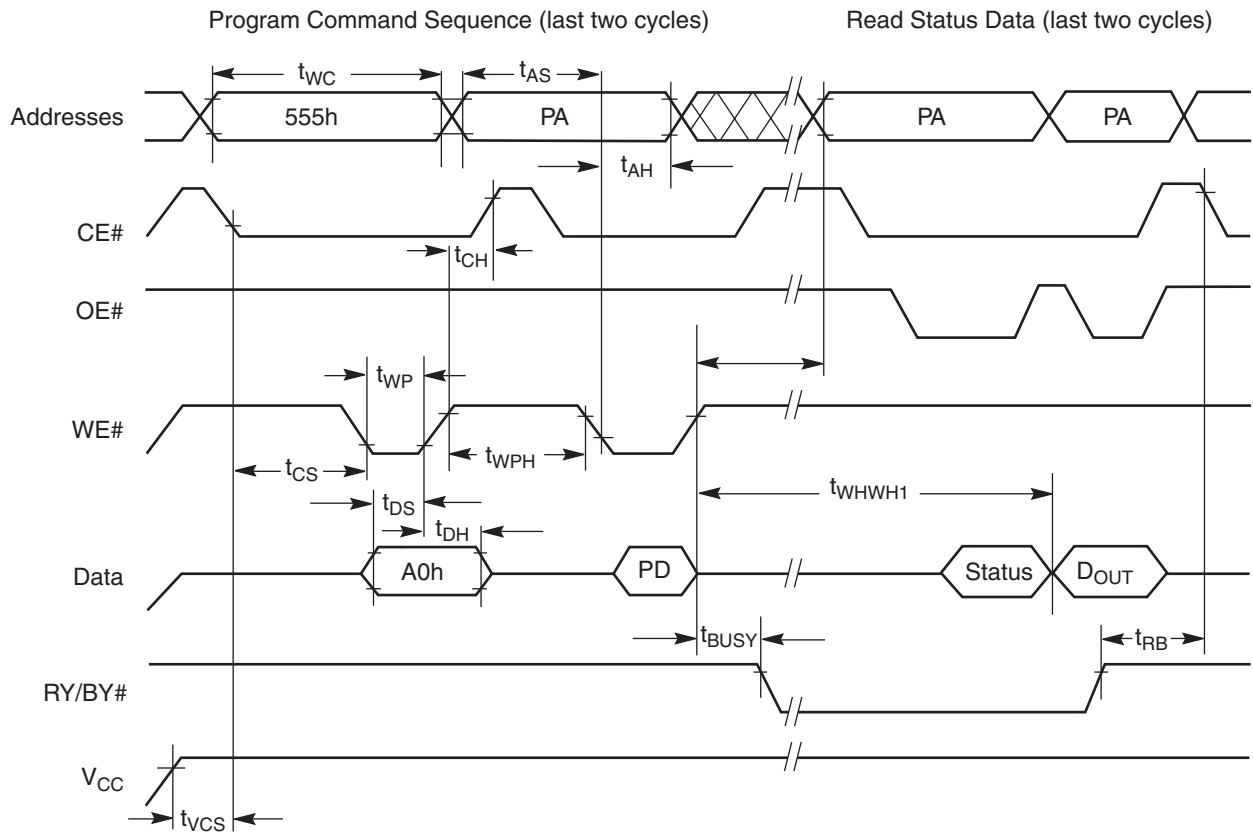 Program Command Sequence (last two cycles)
Read Status Data (last two cycles)
tWC
tAS
Addresses
555h
PA
PA
PA
tAH
CE#
tCH
OE#
tWP
WE#
tWPH
tCS
tWHWH1
tDS
tDH
Data
A0h
PD
Status
DOUT
tBUSY
tRB
RY/BY#
VCC
tVCS